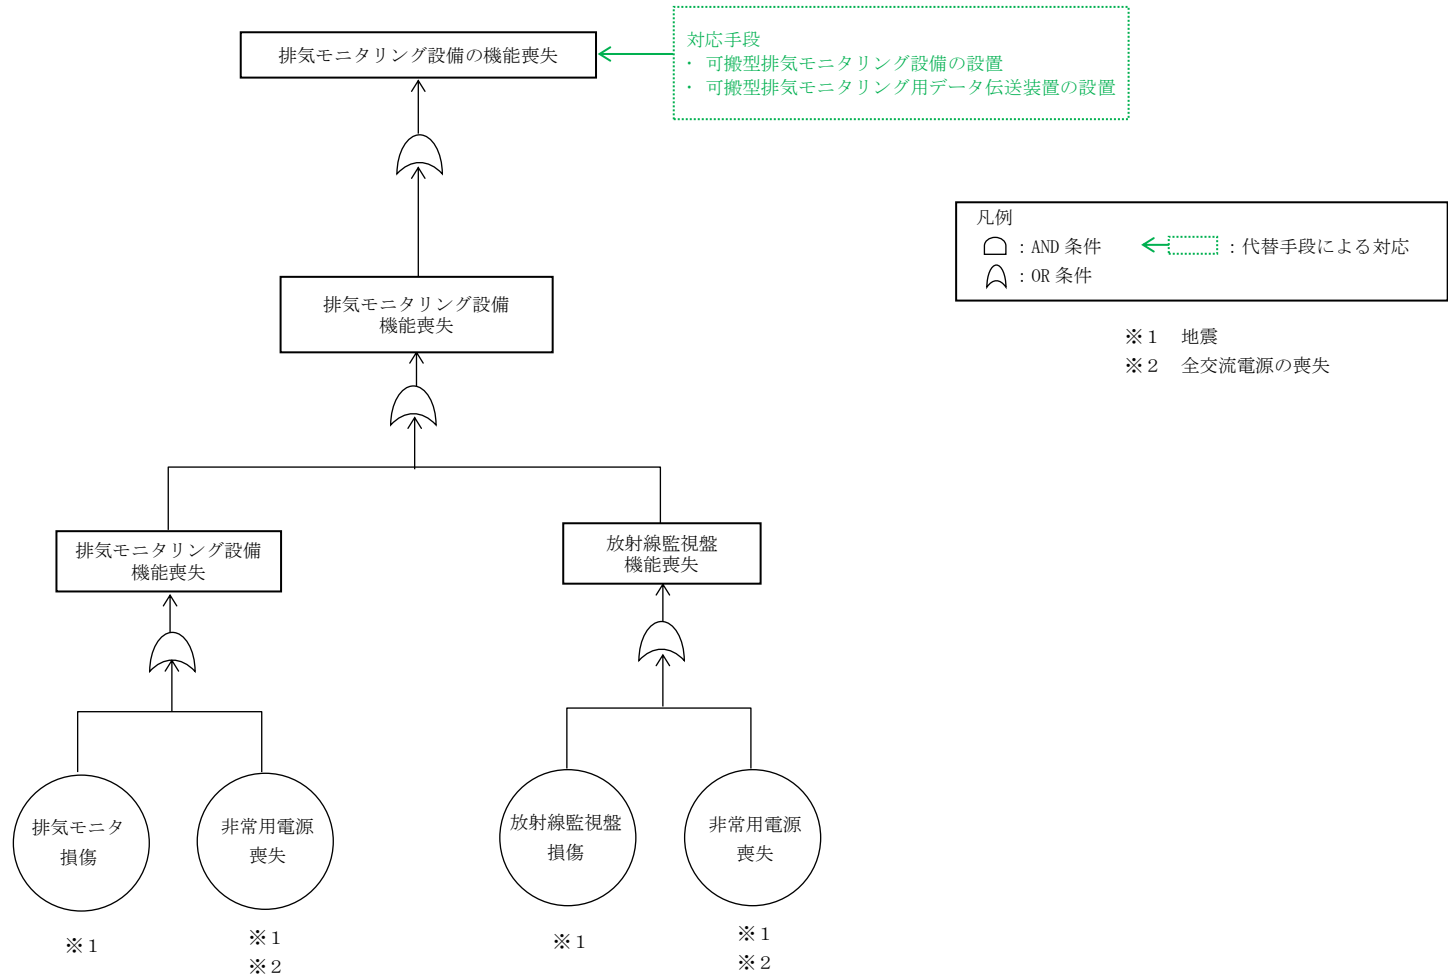 排気モニタリング設備の機能喪失
対応手段
・ 可搬型排気モニタリング設備の設置
・ 可搬型排気モニタリング用データ伝送装置の設置
凡例
：AND 条件
：代替手段による対応
：OR 条件
※１ 地震
※２ 全交流電源の喪失
排気モニタリング設備
機能喪失
排気モニタリング設備
機能喪失
放射線監視盤
機能喪失
排気モニタ
損傷
非常用電源
喪失
放射線監視盤
損傷
非常用電源
喪失
※１
※１
※２
※１
※１
※２